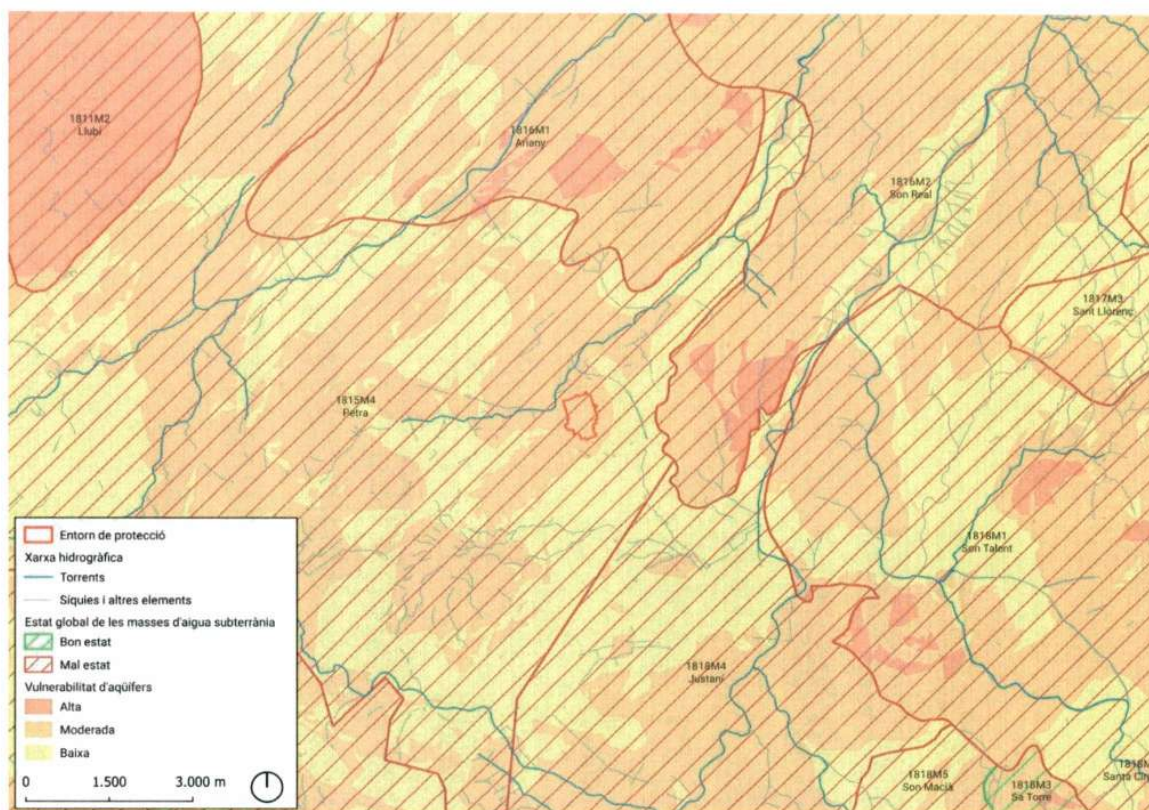 1811M2
Llubí
1816M1
Ariany
1816M2
Son Real
1817M3
Sant Llorenç
1815M4
Petra
1818M1
Son Talent
1818M4
Justaní
1818M5
Son Macià
1818M3
Sa Torre
Entorn de protecció
Xarxa hidrogràfica
Torrents
Síquies i altres elements
Estat global de les masses d'aigua subterrània
Bon estat
Mal estat
Vulnerabilitat d'aqüífers
Alta
Moderada
Baixa
0 1.500 3.000 m